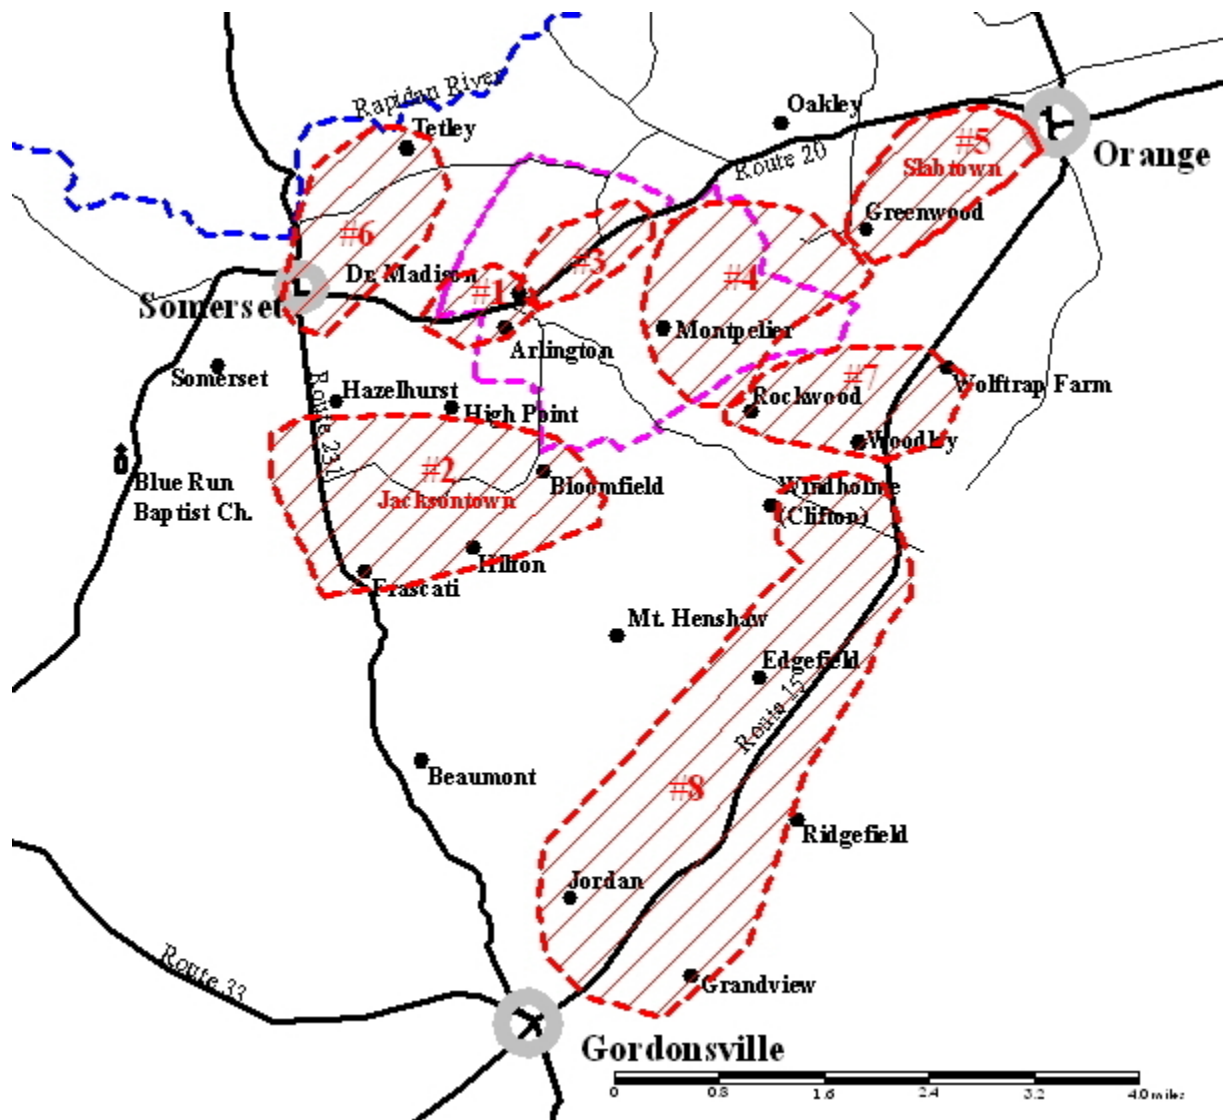 Rapidan River
Tetley
Oakley
Orange
Route 20
#5
Slabtown
Greenwood
#6
Dr. Madison
#3
#1
#4
Somerset
Arlington
Montpelier
Somerset
Route 231
Hazelhurst
High Point
#7
Rockwood
Wolftrap Farm
Woodley
#2
Jacksontown
Bloomfield
Blue Run
Baptist Ch.
Windholme
(Clifton)
Hilton
Frascati
Mt. Henshaw
Edgefield
Route 15
Beaumont
#8
Ridgefield
Jordan
Route 33
Grandview
Gordonsville
0 0.8 1.6 2.4 3.2 4.0 miles